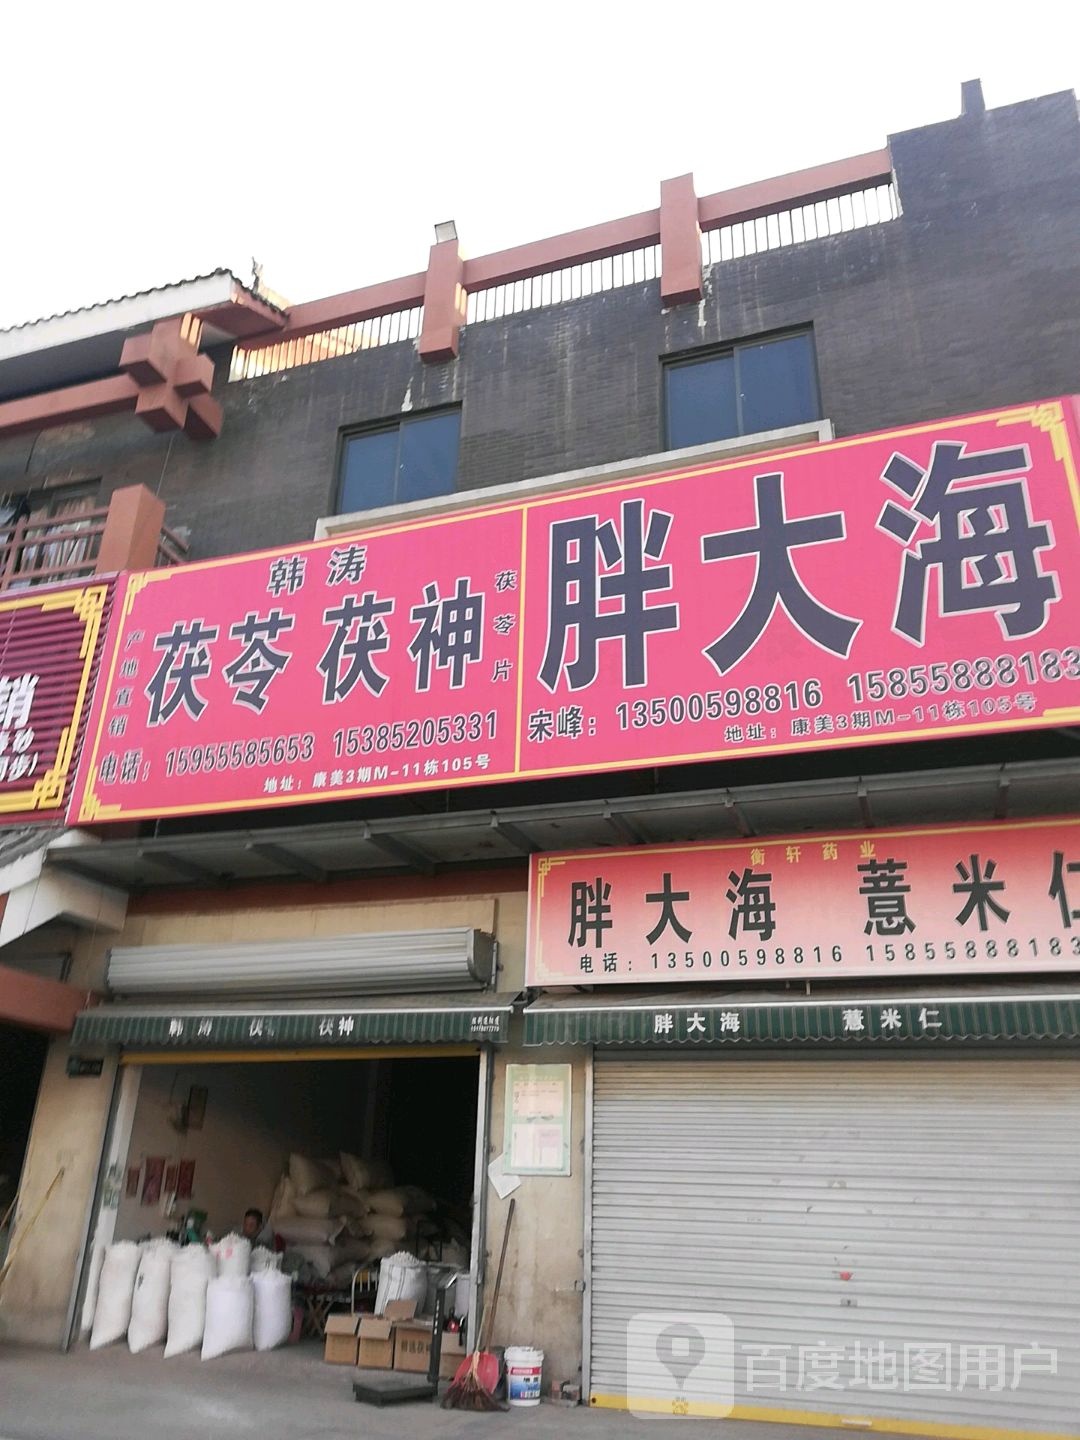 韩涛
产地直销
茯苓 茯神
茯苓片
电话：15955585653 15385205331
地址：康美3期M-11栋105号
胖大海
宋峰：13500598816 15855888183
地址：康美3期M-11栋105号
销
衡轩药业
胖大海 薏米仁
电话：13500598816 15855888183
韩涛 茯 茯神
胖大海 薏米仁
百度地图用户